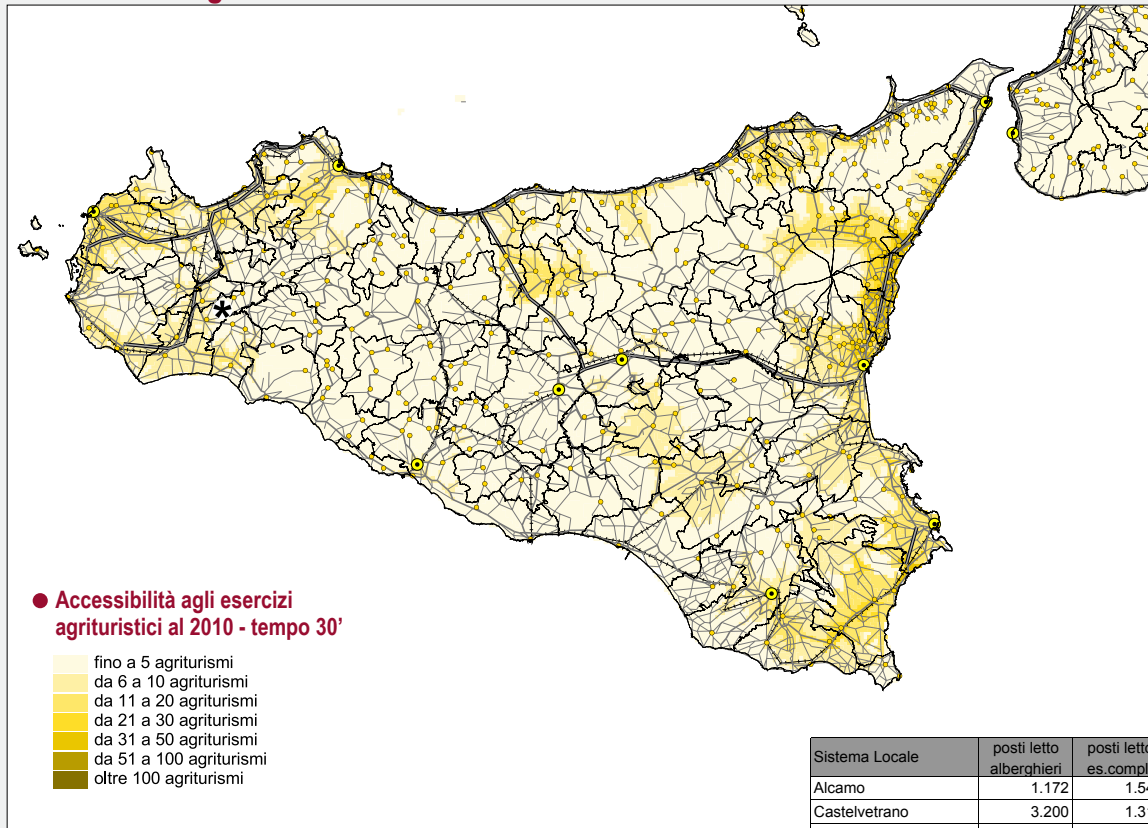 ● Accessibilità agli esercizi
agrituristici al 2010 - tempo 30’
fino a 5 agriturismi
da 6 a 10 agriturismi
da 11 a 20 agriturismi
da 21 a 30 agriturismi
da 31 a 50 agriturismi
da 51 a 100 agriturismi
oltre 100 agriturismi
*
Sistema Locale posti letto alberghieri
Alcamo 1.172
Castelvetrano 3.200